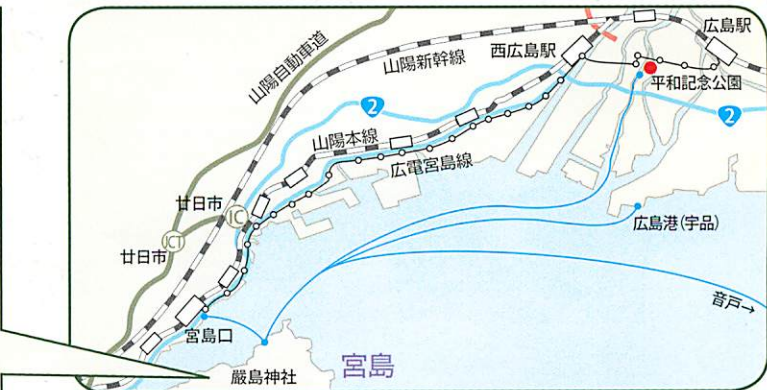 広島駅
西広島駅
山陽新幹線
山陽自動車道
平和記念公園
2
2
山陽本線
広電宮島線
廿日市
IC
広島港(宇品)
JCT
廿日市
音戸→
宮島口
宮島
嚴島神社